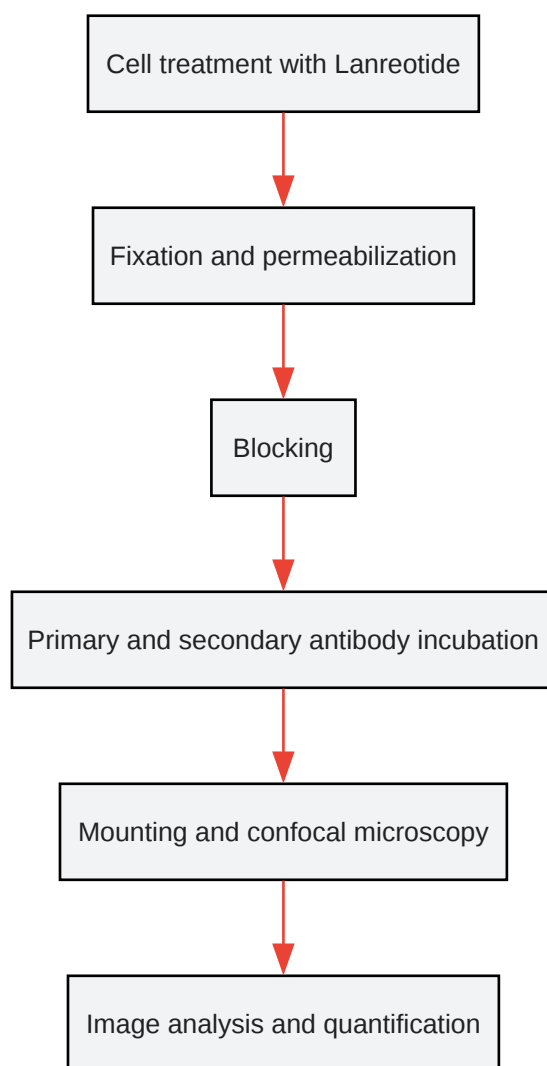 Cell treatment with Lanreotide
Fixation and permeabilization
Blocking
Primary and secondary antibody incubation
Mounting and confocal microscopy
Image analysis and quantification